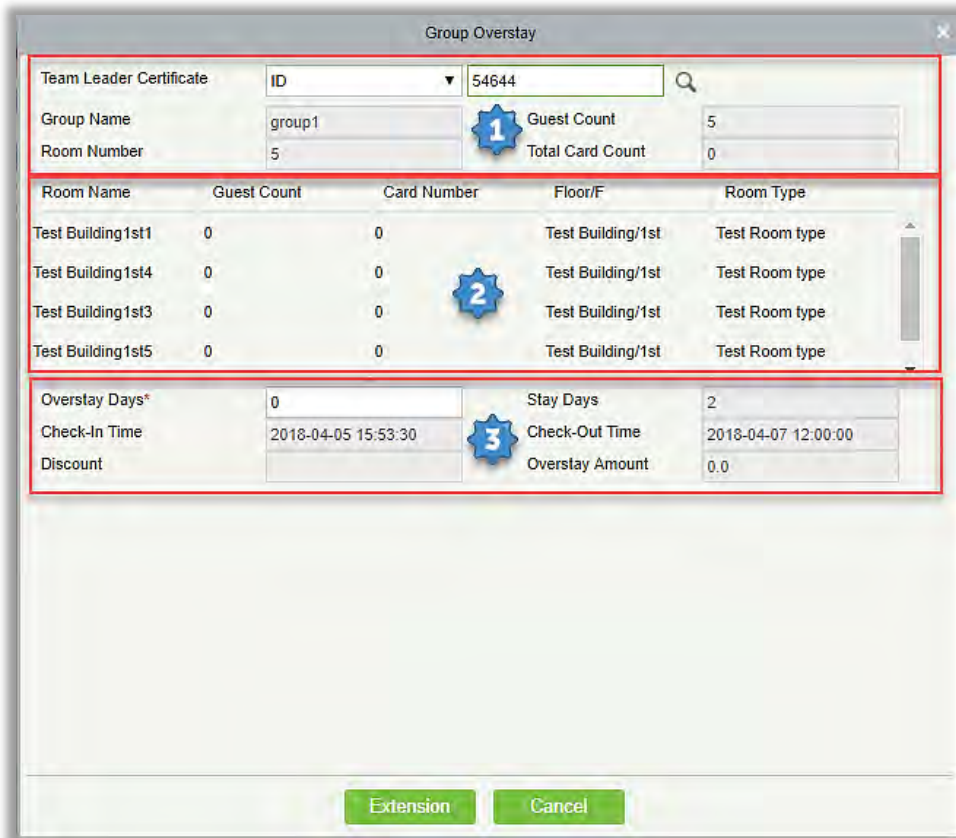 Group Overstay
Team Leader Certificate ID 54644
Group Name group1 Guest Count 5
1
Room Number 5 Total Card Count 0
Room Name Guest Count Card Number Floor/F Room Type
Test Building1st1 0 0 Test Building/1st Test Room type
Test Building1st4 0 0 Test Building/1st Test Room type
2
Test Building1st3 0 0 Test Building/1st Test Room type
Test Building1st5 0 0 Test Building/1st Test Room type
Overstay Days* 0 Stay Days 2
Check-In Time 2018-04-05 15:53:30 Check-Out Time 2018-04-07 12:00:00
3
Discount Overstay Amount 0.0
Extension Cancel